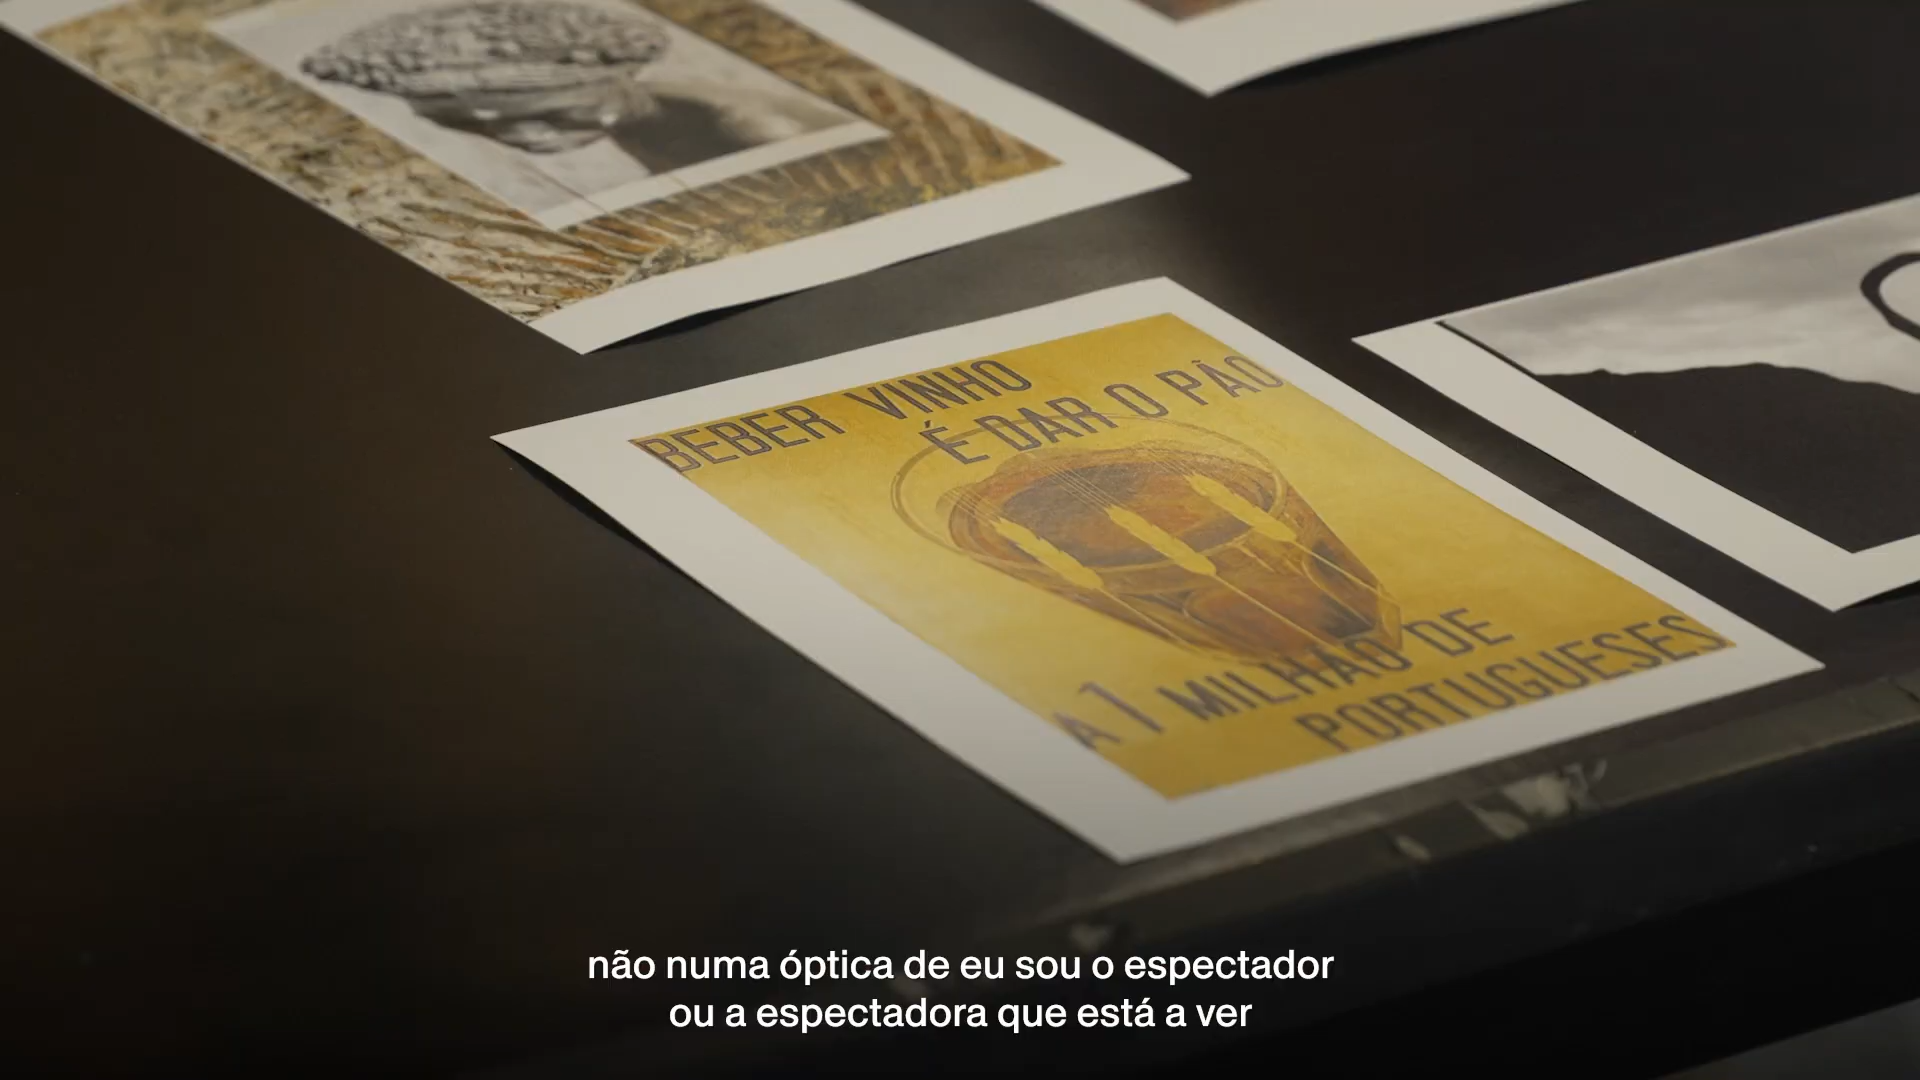 BEBER VINHO
É DAR O PÃO
A 1 MILHÃO DE
PORTUGUESES
não numa óptica de eu sou o espectador
ou a espectadora que está a ver